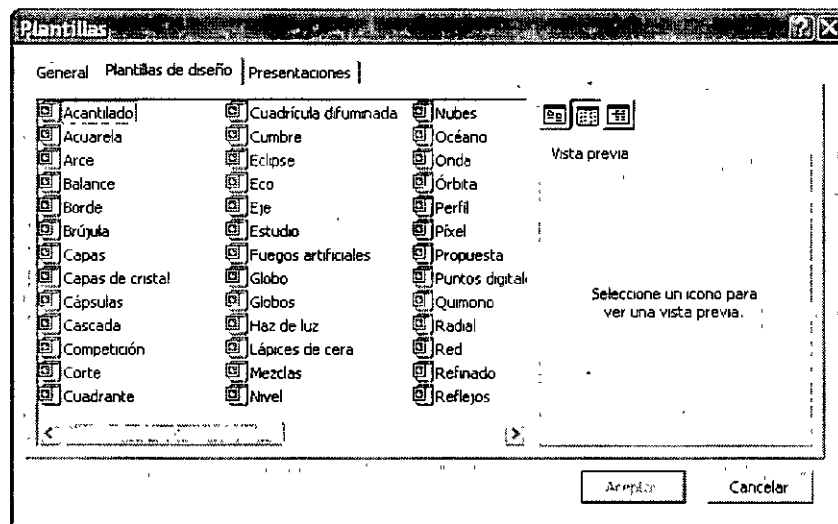 Plantillas
General Plantillas de diseño Presentaciones
Acantilado Cuadrícula difuminada Nubes
Acuarela Cumbre Océano
Arce Eclipse Onda
Balance Eco Órbita
Borde Eje Perfil
Brújula Estudio Píxel
Capas Fuegos artificiales Propuesta
Capas de cristal Globo Puntos digitale
Cápsulas Globos Quimono
Cascada Haz de luz Radial
Competición Lápices de cera Red
Corte Mezclas Refinado
Cuadrante Nivel Reflejos
Vista previa
Seleccione un icono para
ver una vista previa.
Aceptar Cancelar